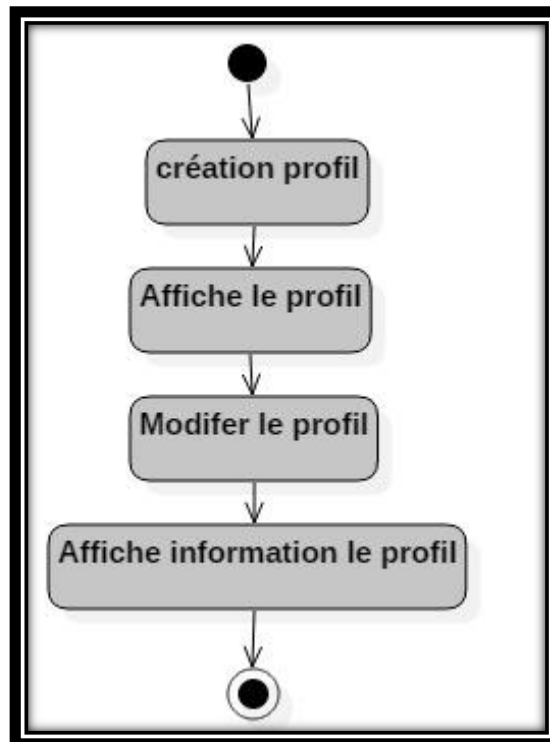 création profil
Affiche le profil
Modifer le profil
Affiche information le profil